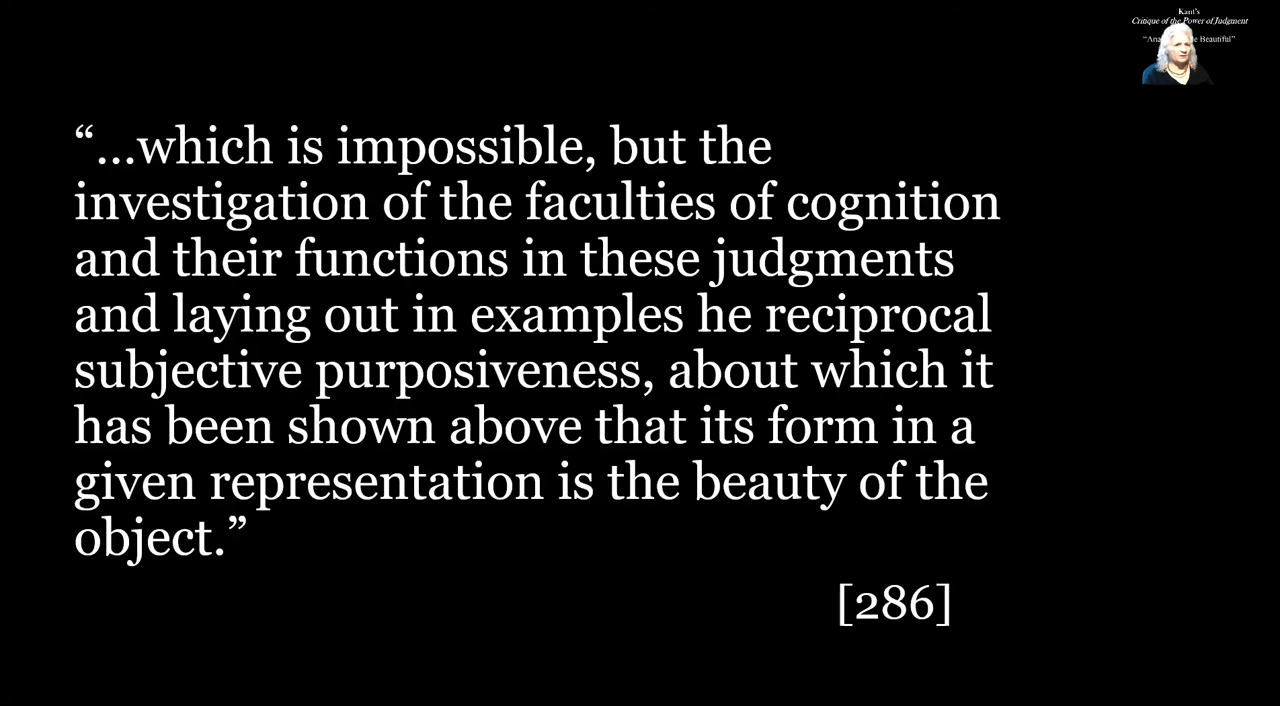 Kant's
Critique of the Power of Judgment
Beautiful"
"...which is impossible, but the
investigation of the faculties of cognition
and their functions in these judgments
and laying out in examples he reciprocal
subjective purposiveness, about which it
has been shown above that its form in a
given representation is the beauty of the
object."
[286]